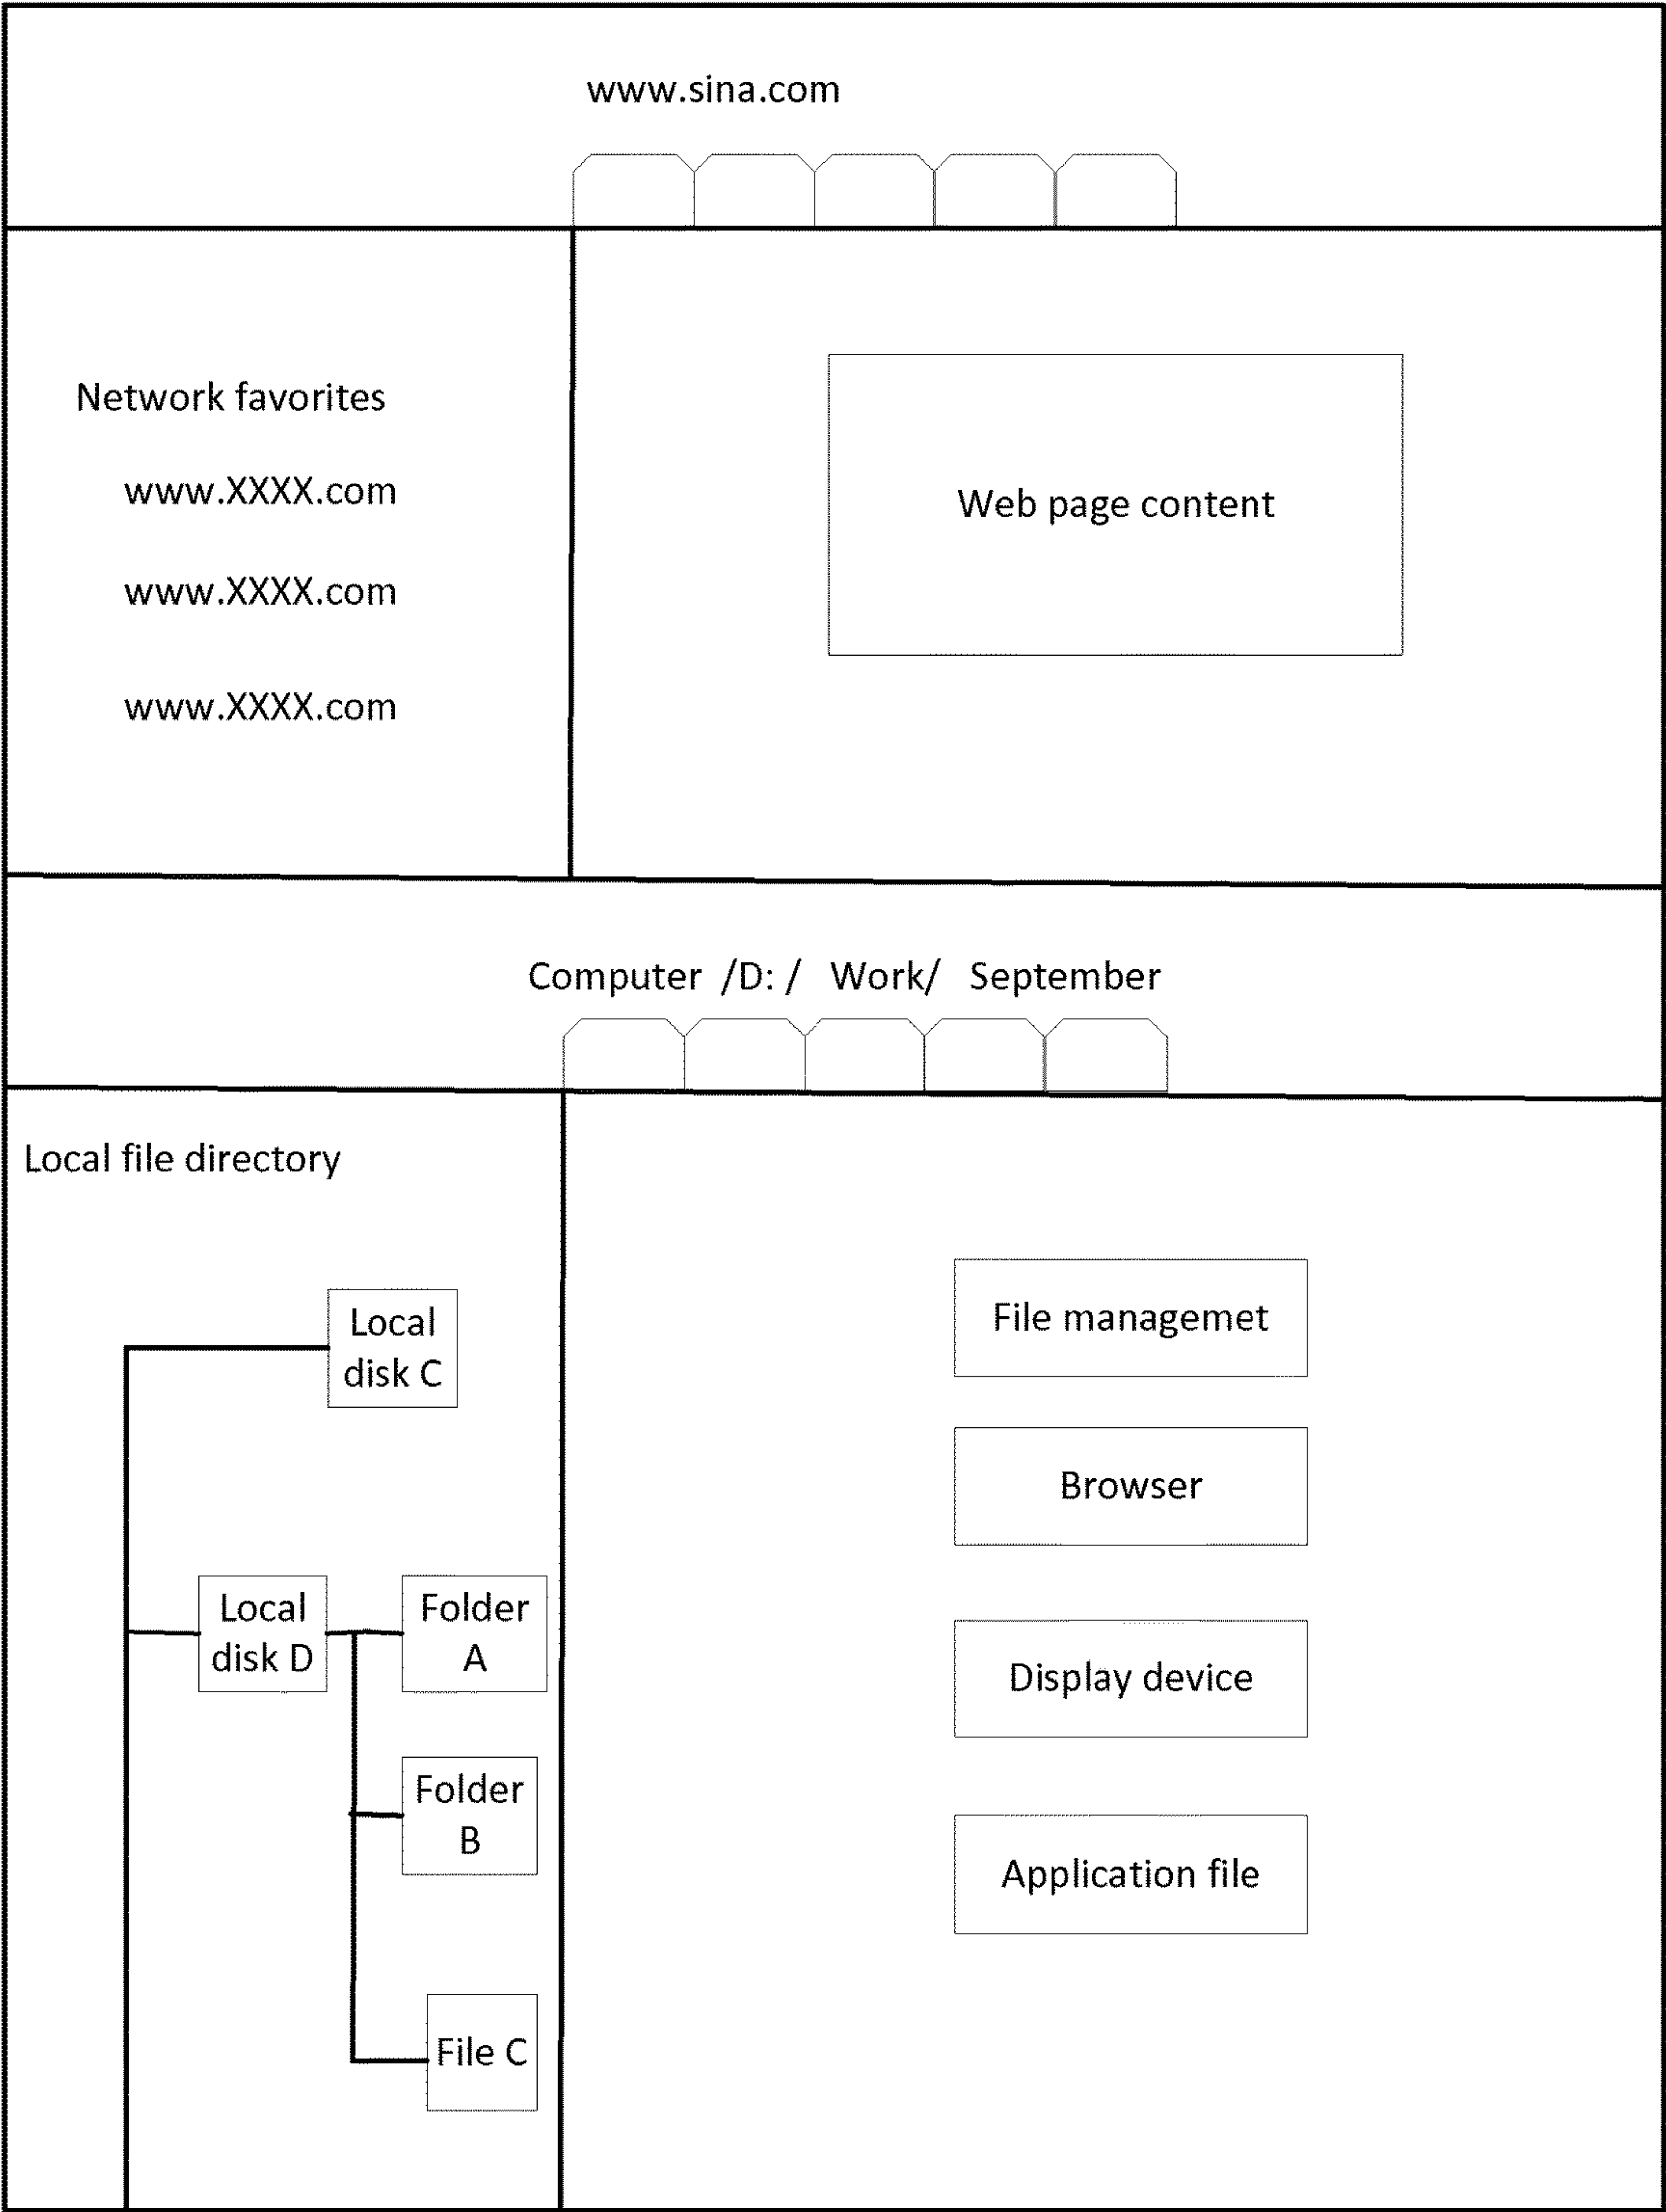 www.sina.com
Network favorites
www.XXXX.com
www.XXXX.com
www.XXXX.com
Web page content
Computer /D: / Work/ September
Local file directory
Local
disk C
Local
disk D
Folder
A
Folder
B
File C
File managemet
Browser
Display device
Application file